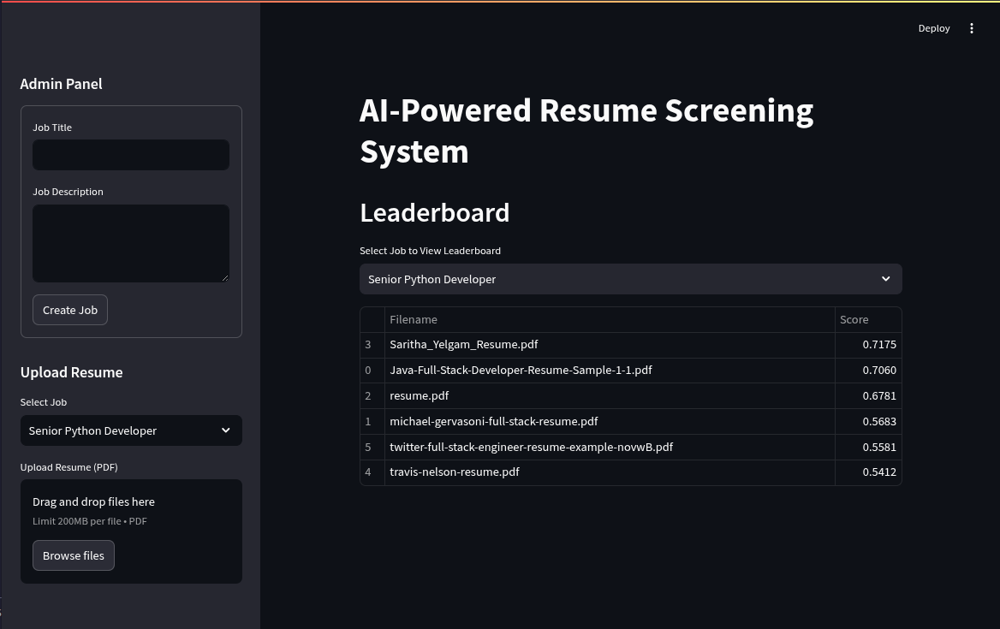 Deploy
Admin Panel
Job Title
Job Description
Create Job
Upload Resume
Select Job
Senior Python Developer
Upload Resume (PDF)
Drag and drop files here
Limit 200MB per file • PDF
Browse files
AI-Powered Resume Screening
System
Leaderboard
Select Job to View Leaderboard
Senior Python Developer
Filename Score
3 Saritha_Yelgam_Resume.pdf 0.7175
0 Java-Full-Stack-Developer-Resume-Sample-1-1.pdf 0.7060
2 resume.pdf 0.6781
1 michael-gervasoni-full-stack-resume.pdf 0.5683
5 twitter-full-stack-engineer-resume-example-novwB.pdf 0.5581
4 travis-nelson-resume.pdf 0.5412